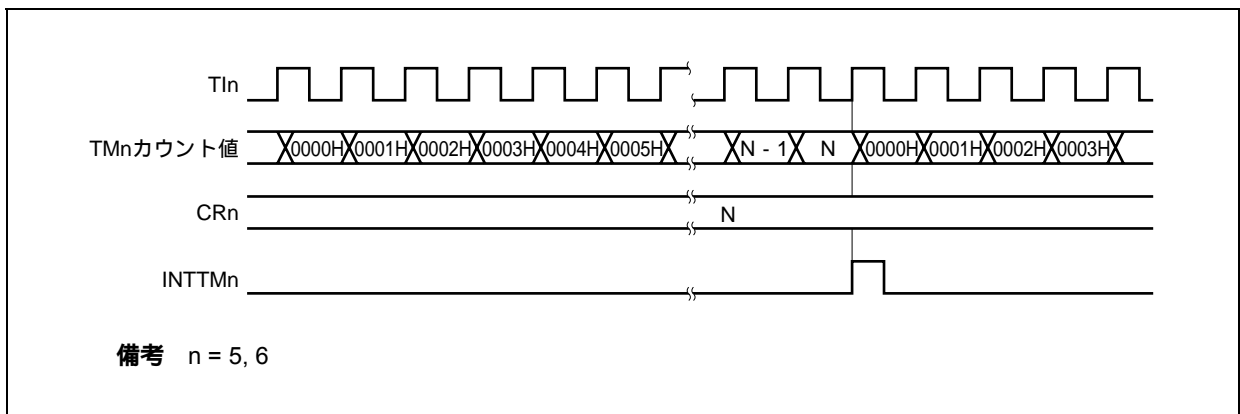 TIn
TMnカウント値 0000H 0001H 0002H 0003H 0004H 0005H N - 1 N 0000H 0001H 0002H 0003H
CRn N
INTTMn
備考 n = 5, 6